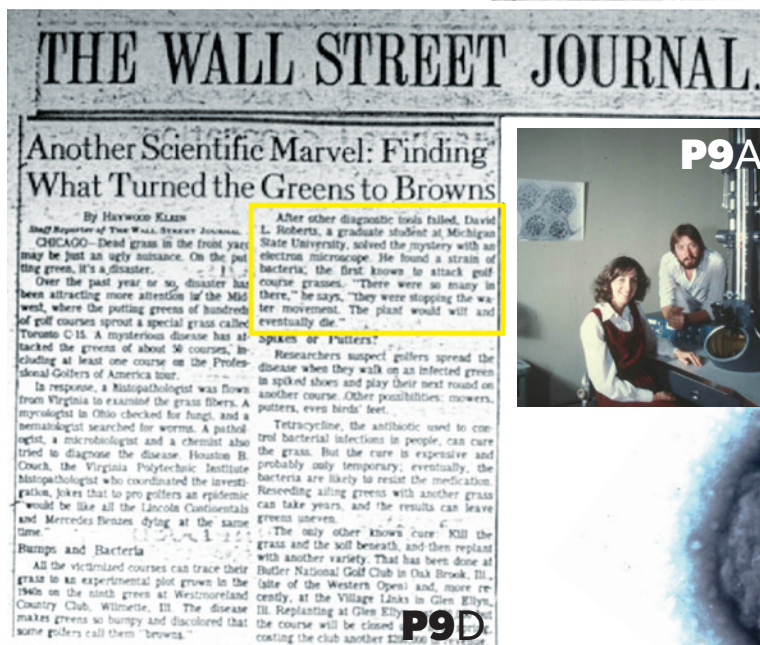 THE WALL STREET JOURNAL.
Another Scientific Marvel: Finding
What Turned the Greens to Browns
By HAYWOOD KLEIN
Staff Reporter of THE WALL STREET JOURNAL
CHICAGO—Dead grass in the front yard
may be just an ugly nuisance. On the put-
ting green, it's a disaster.
Over the past year or so, disaster has
been attracting more attention in the Mid-
west, where the putting greens of hundreds
of golf courses sprout a special grass called
Toronto C-15. A mysterious disease has at-
tacked the greens of about 50 courses, in-
cluding at least one course on the Profes-
sional Golfers of America tour.
In response, a histopathologist was flown
from Virginia to examine the grass fibers. A
mycologist in Ohio checked for fungi, and a
nematologist searched for worms. A pathol-
ogist, a microbiologist and a chemist also
tried to diagnose the disease. Houston B.
Couch, the Virginia Polytechnic Institute
histopathologist who coordinated the investi-
gation, jokes that to pro golfers an epidemic
"would be like all the Lincoln Continentals
and Mercedes-Benzes dying at the same
time."
Bumps and Bacteria
All the victimized courses can trace their
grass to an experimental plot grown in the
1940s on the ninth green at Westmoreland
Country Club, Wilmette, Ill. The disease
makes greens so bumpy and discolored that
some golfers call them "browns."
After other diagnostic tools failed, David
L. Roberts, a graduate student at Michigan
State University, solved the mystery with an
electron microscope. He found a strain of
bacteria, the first known to attack golf
course grasses. "There were so many in
there," he says, "they were stopping the wa-
ter movement. The plant would wilt and
eventually die."
Spikes or Putters?
Researchers suspect golfers spread the
disease when they walk on an infected green
in spiked shoes and play their next round on
another course. Other possibilities: mowers,
putters, even birds' feet.
Tetracycline, the antibiotic used to con-
trol bacterial infections in people, can cure
the grass. But the cure is expensive and
probably only temporary; eventually, the
bacteria are likely to resist the medication.
Reseeding ailing greens with another grass
can take years, and the results can leave
greens uneven.
The only other known cure: Kill the
grass and the soil beneath, and then replant
with another variety. That has been done at
Butler National Golf Club in Oak Brook, Ill.,
(site of the Western Open) and, more re-
cently, at the Village Links in Glen Ellyn,
Ill. Replanting at Glen Ellyn
the course will be closed
costing the club another
P9A
P9D